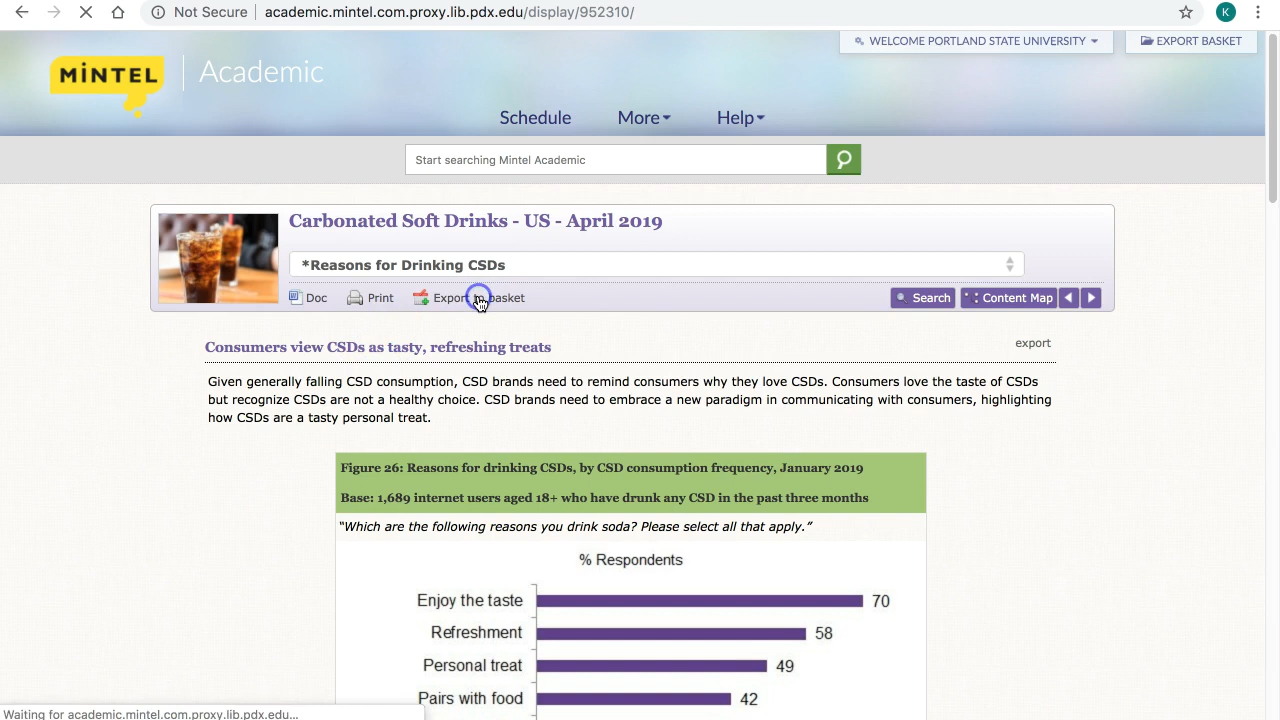 Not Secure academic.mintel.com.proxy.lib.pdx.edu/display/952310/ K
WELCOME PORTLAND STATE UNIVERSITY EXPORT BASKET
MiNTEL Academic
Schedule More Help
Start searching Mintel Academic
Carbonated Soft Drinks - US - April 2019
*Reasons for Drinking CSDs
Doc Print Export to basket Search Content Map
Consumers view CSDs as tasty, refreshing treats export
Given generally falling CSD consumption, CSD brands need to remind consumers why they love CSDs. Consumers love the taste of CSDs
but recognize CSDs are not a healthy choice. CSD brands need to embrace a new paradigm in communicating with consumers, highlighting
how CSDs are a tasty personal treat.
Figure 26: Reasons for drinking CSDs, by CSD consumption frequency, January 2019
Base: 1,689 internet users aged 18+ who have drunk any CSD in the past three months
“Which are the following reasons you drink soda? Please select all that apply.”
% Respondents
Enjoy the taste 70
Refreshment 58
Personal treat 49
Pairs with food 42
Waiting for academic.mintel.com.proxy.lib.pdx.edu...